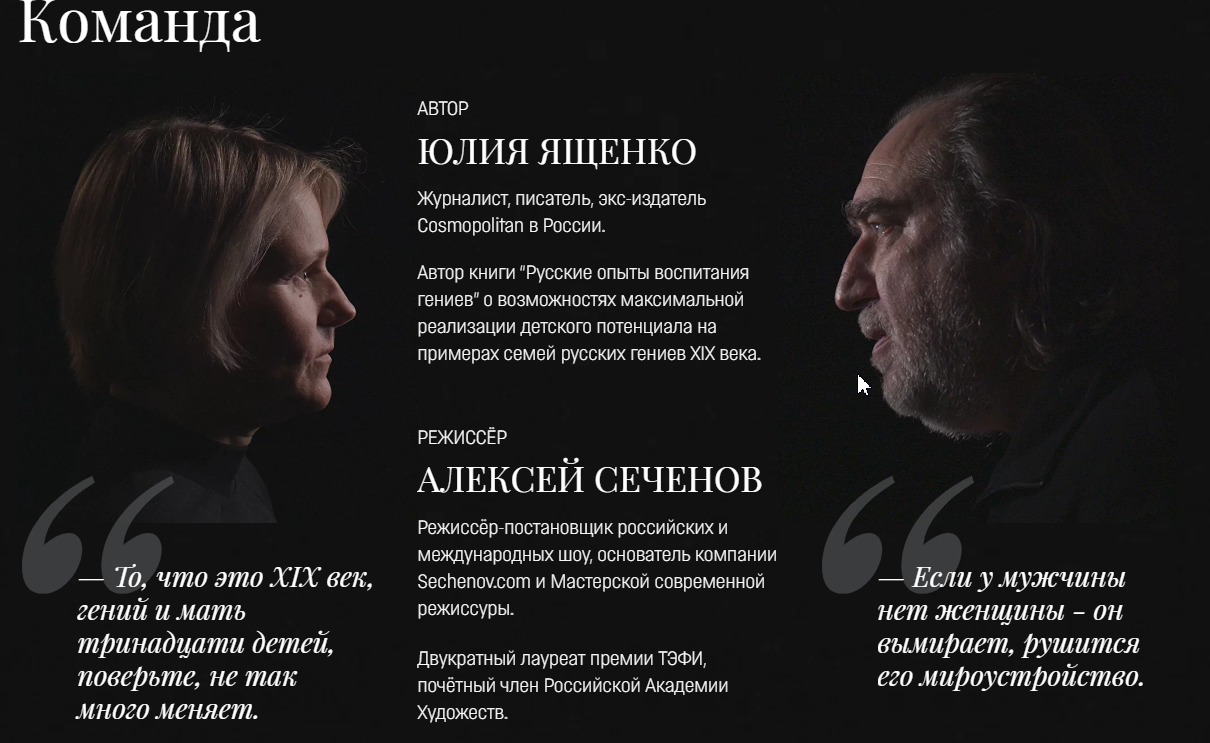 Команда
АВТОР
ЮЛИЯ ЯЩЕНКО
Журналист, писатель, экс-издатель
Cosmopolitan в России.
Автор книги "Русские опыты воспитания
гениев" о возможностях максимальной
реализации детского потенциала на
примерах семей русских гениев XIX века.
РЕЖИССЁР
АЛЕКСЕЙ СЕЧЕНОВ
Режиссёр-постановщик российских и
международных шоу, основатель компании
Sechenov.com и Мастерской современной
режиссуры.
Двукратный лауреат премии ТЭФИ,
почётный член Российской Академии
Художеств.
“
— То, что это XIX век,
гений и мать
тринадцати детей,
поверьте, не так
много меняет.
“
— Если у мужчины
нет женщины – он
вымирает, рушится
его мироустройство.